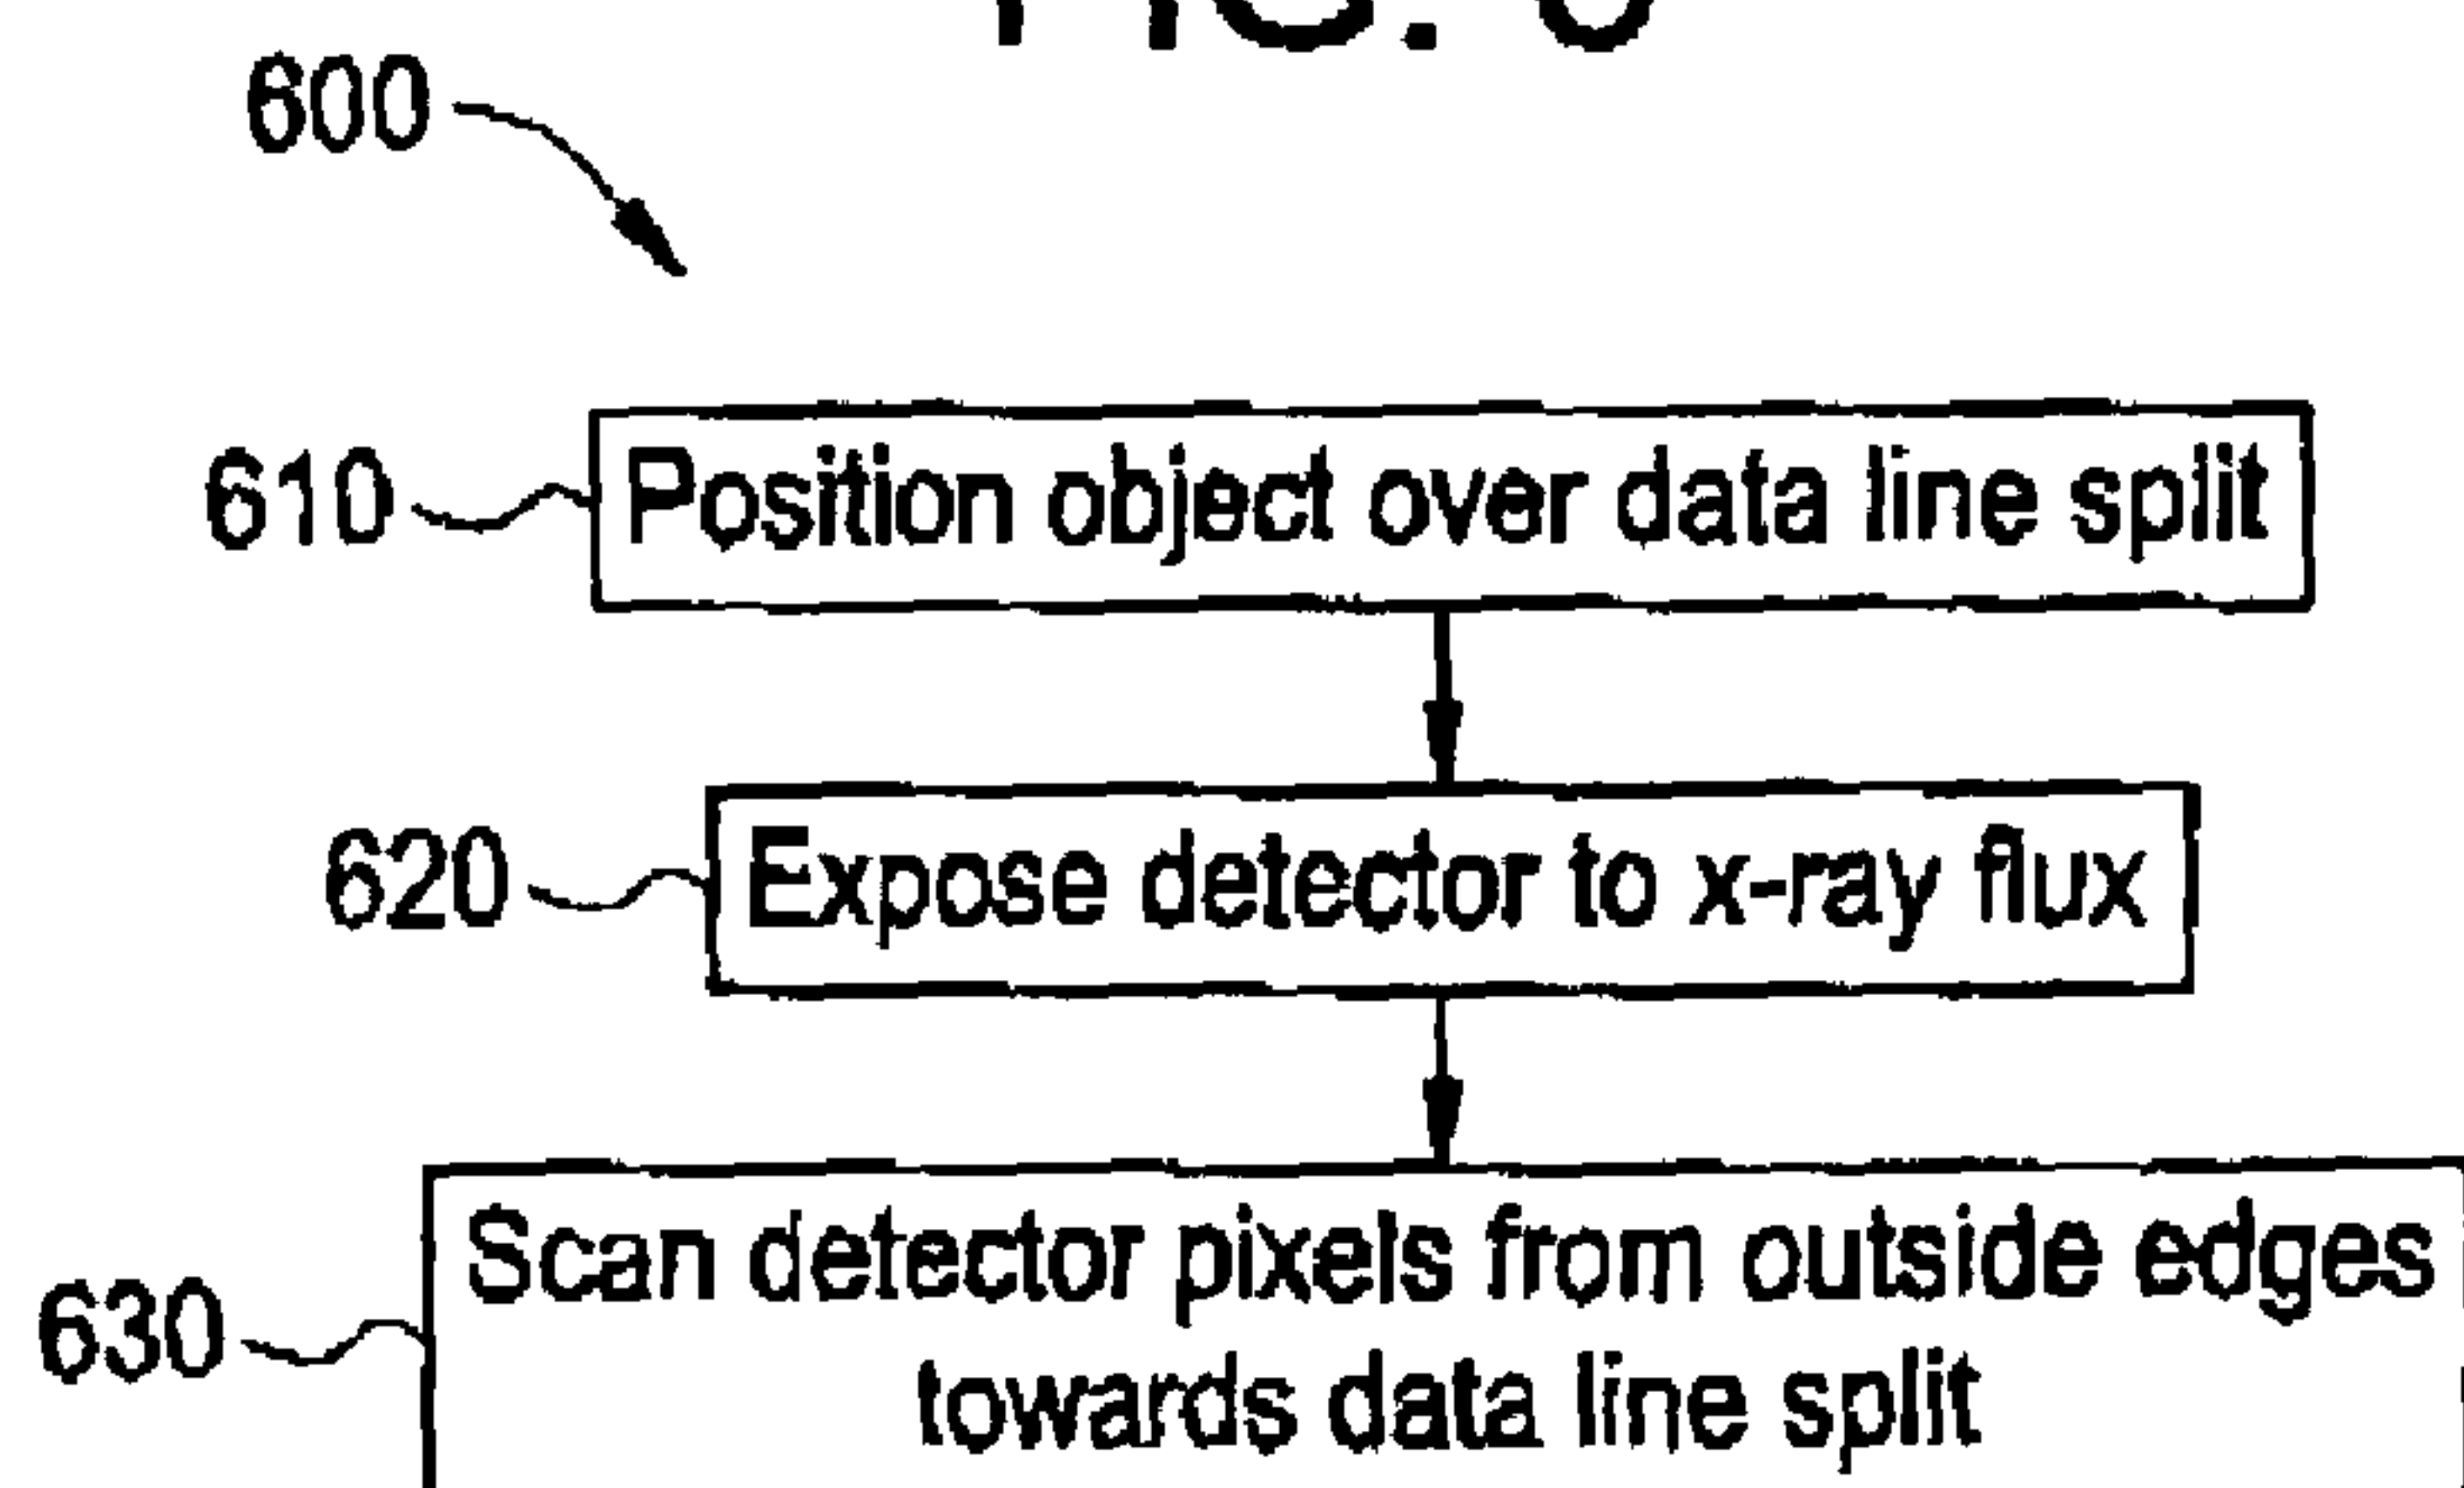 600
610 Position object over data line split
620 Expose detector to x-ray flux
630 Scan detector pixels from outside edges
towards data line split